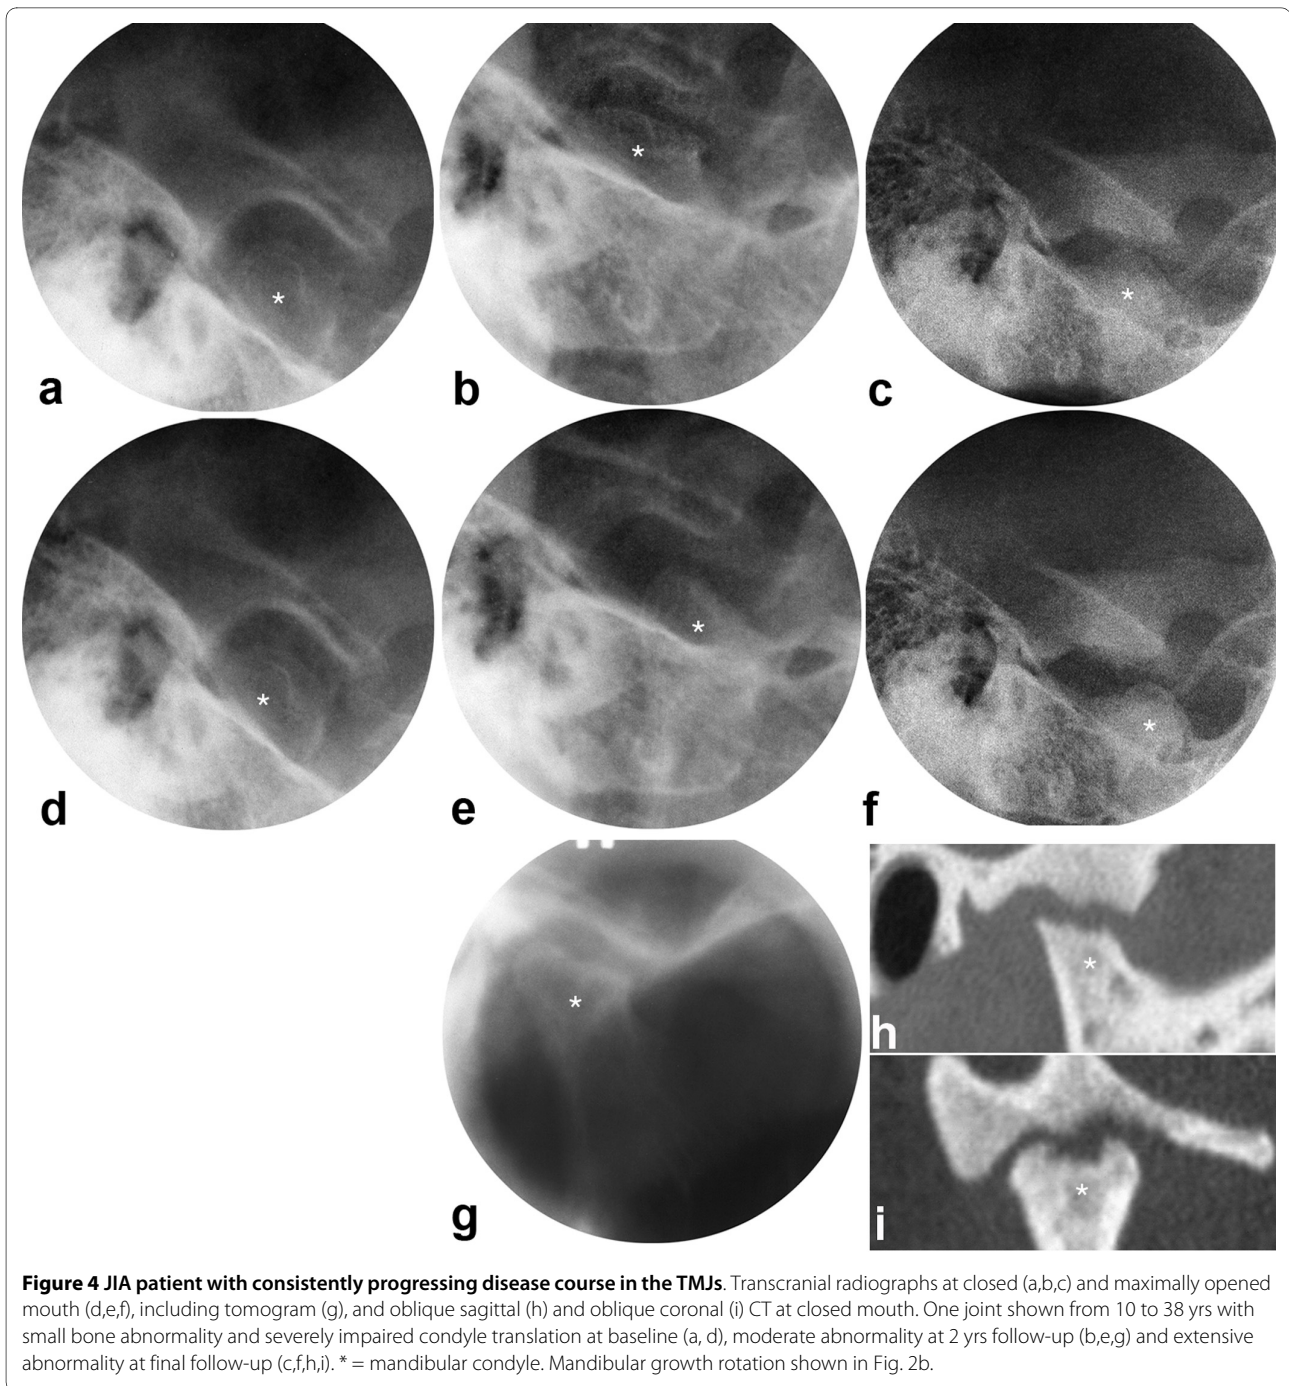 a
b
c
d
e
f
g
h
i
Figure 4 JIA patient with consistently progressing disease course in the TMJs. Transcranial radiographs at closed (a,b,c) and maximally opened
mouth (d,e,f), including tomogram (g), and oblique sagittal (h) and oblique coronal (i) CT at closed mouth. One joint shown from 10 to 38 yrs with
small bone abnormality and severely impaired condyle translation at baseline (a, d), moderate abnormality at 2 yrs follow-up (b,e,g) and extensive
abnormality at final follow-up (c,f,h,i). * = mandibular condyle. Mandibular growth rotation shown in Fig. 2b.